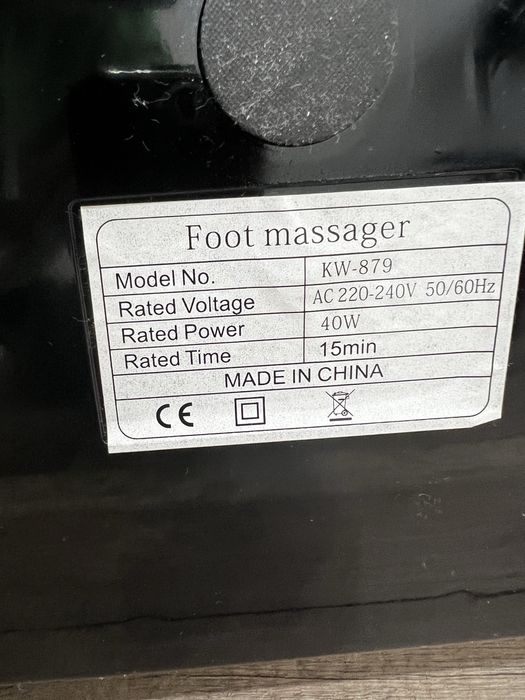 Foot massager
Model No. KW-879
Rated Voltage AC 220-240V 50/60Hz
Rated Power 40W
Rated Time 15min
MADE IN CHINA
CE